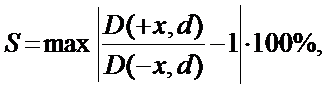 S = max |D(+x, d) / D(−x, d) − 1| · 100%,